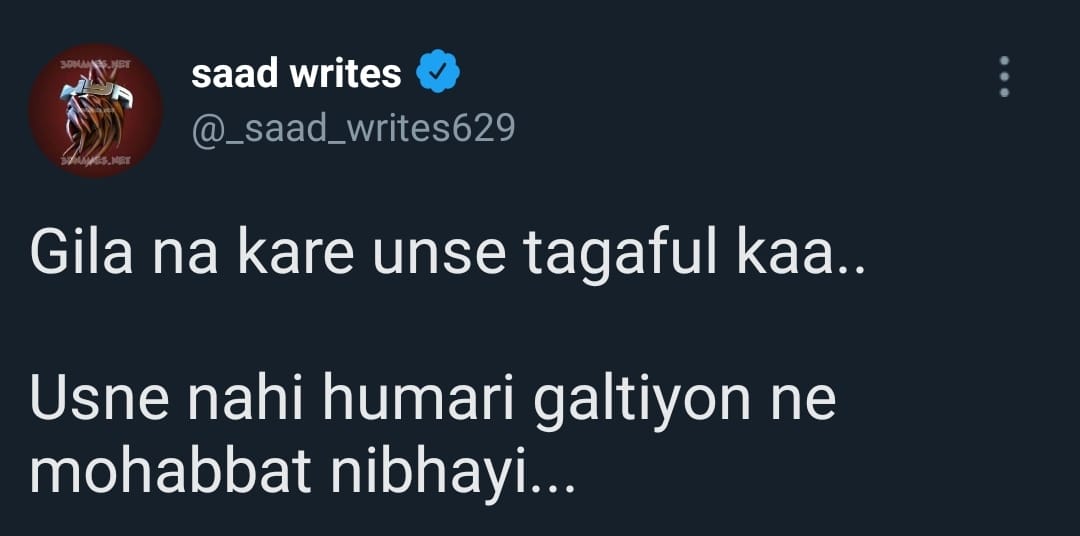 3DNAMES.NET
saad writes
@_saad_writes629
3DNAMES.NET
Gila na kare unse tagaful kaa..
Usne nahi humari galtiyon ne
mohabbat nibhayi...